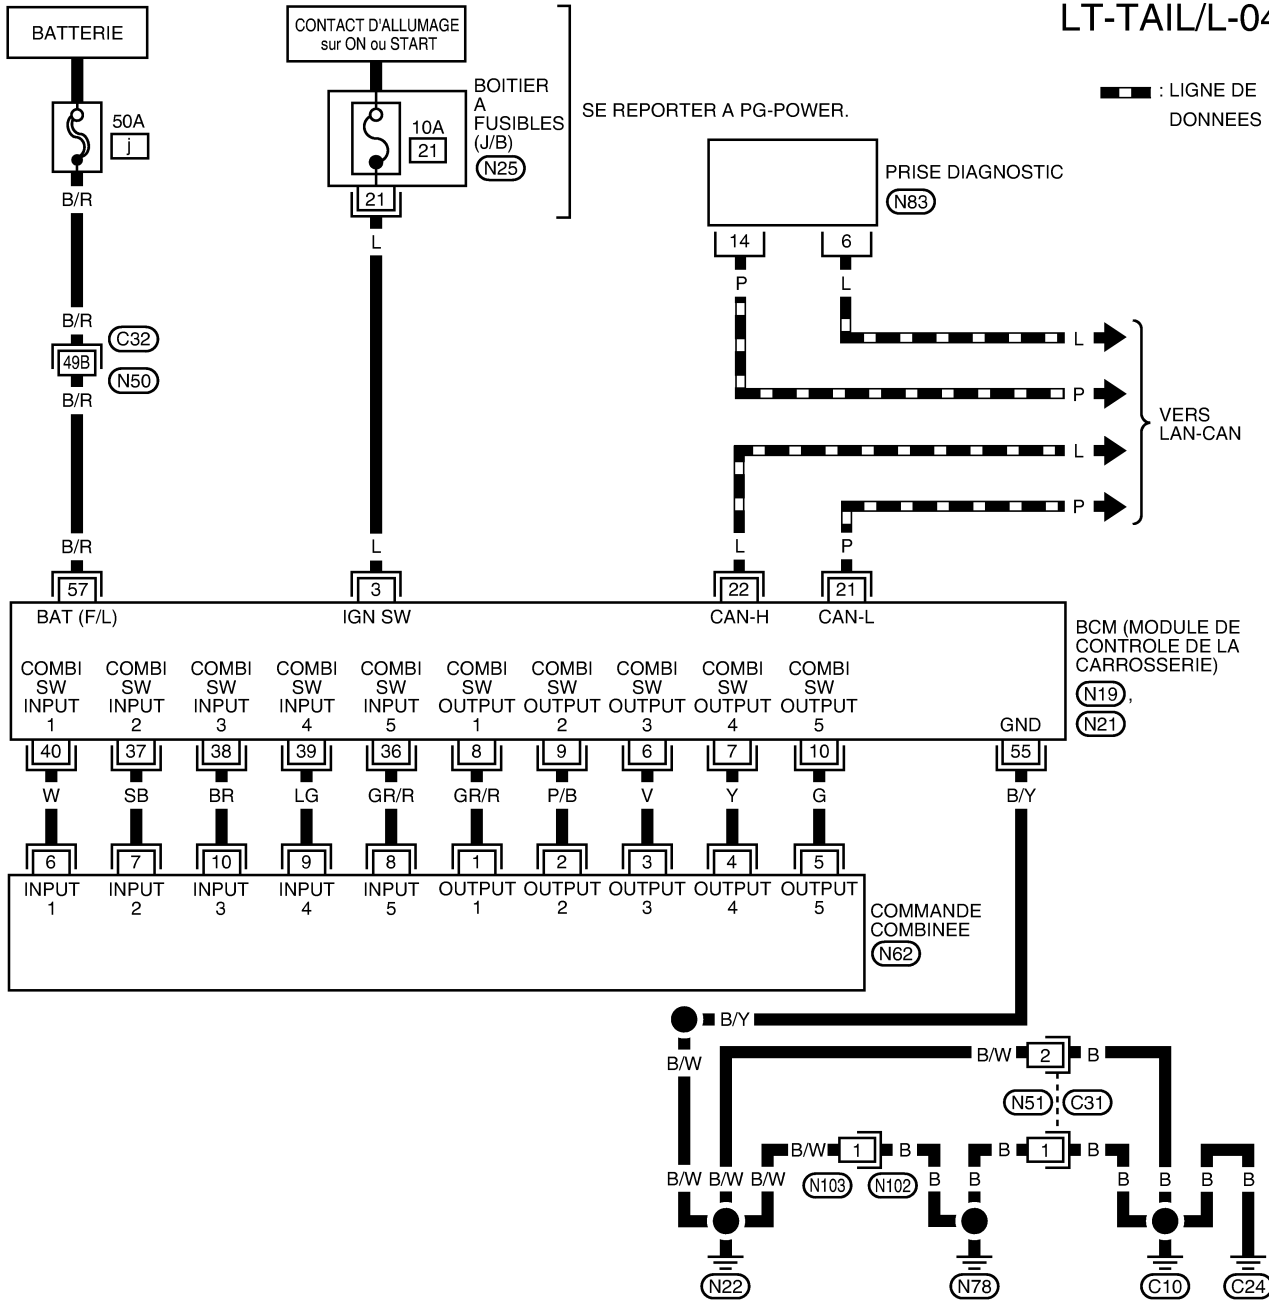 LT-TAIL/L-04
BATTERIE
CONTACT D'ALLUMAGE
sur ON ou START
: LIGNE DE
DONNEES
50A
j
BOITIER
A
FUSIBLES
(J/B)
N25
10A
21
SE REPORTER A PG-POWER.
PRISE DIAGNOSTIC
N83
B/R
21
L
14
6
P
L
B/R
C32
49B
N50
B/R
L
P
L
P
VERS
LAN-CAN
B/R
L
L
P
57
3
22
21
BAT (F/L)
IGN SW
CAN-H
CAN-L
BCM (MODULE DE
CONTROLE DE LA
CARROSSERIE)
N19 ,
N21
COMBI COMBI COMBI COMBI COMBI COMBI COMBI COMBI COMBI COMBI
SW SW SW SW SW SW SW SW SW SW
INPUT INPUT INPUT INPUT INPUT OUTPUT OUTPUT OUTPUT OUTPUT OUTPUT
1 2 3 4 5 1 2 3 4 5 GND
40 37 38 39 36 8 9 6 7 10 55
W SB BR LG GR/R GR/R P/B V Y G B/Y
6 7 10 9 8 1 2 3 4 5
INPUT INPUT INPUT INPUT INPUT OUTPUT OUTPUT OUTPUT OUTPUT OUTPUT
1 2 3 4 5 1 2 3 4 5
COMMANDE
COMBINEE
N62
B/Y
B/W
B/W 2 B
N51 C31
B/W 1 B
B 1 B
N103 N102
B/W B/W B/W B B B B B B
N22 N78 C10 C24